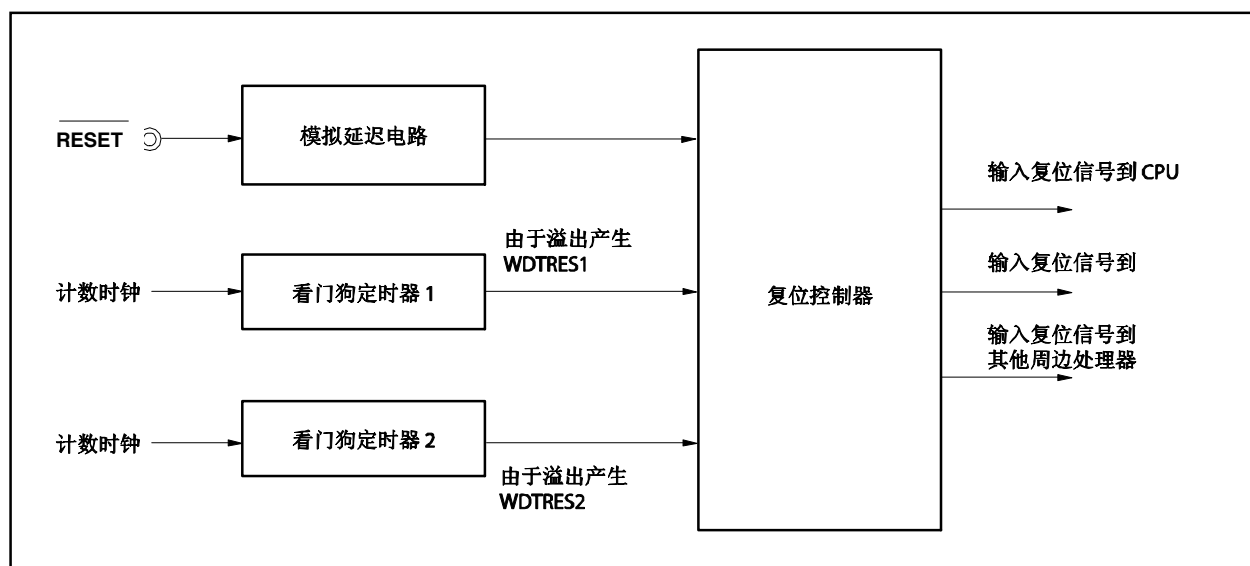 RESET
模拟延迟电路
输入复位信号到 CPU
由于溢出产生
WDTRES1
计数时钟
看门狗定时器 1
复位控制器
输入复位信号到
输入复位信号到
其他周边处理器
计数时钟
看门狗定时器 2
由于溢出产生
WDTRES2